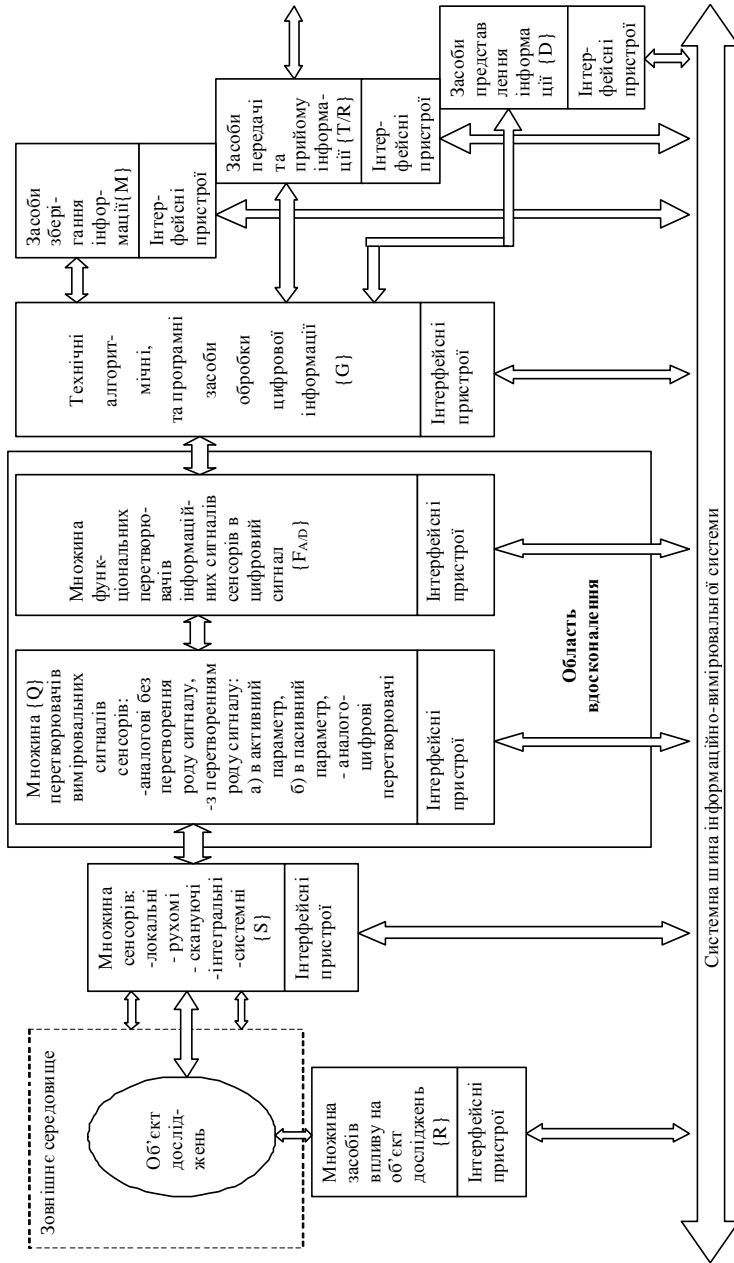 Зовнішнє середовище
Об’єкт
дослід-
жень
Множина
засобів
впливу на
об’єкт
досліджень
{R}
Інтерфейсні
пристрої
Множина
сенсорів:
-локальні
- рухомі
- скануючі
-інтегральні
-системні
{S}
Інтерфейсні
пристрої
Множина {Q}
перетворювачів
вимірювальних
сигналів
сенсорів:
-аналогові без
перетворення
роду сигналу,
-з перетворенням
роду сигналу:
а) в активний
параметр,
б) в пасивний
параметр,
- аналого-
цифрові
перетворювачі
Інтерфейсні
пристрої
Множина
функ-
ціональних
перетворю-
вачів
інформацій-
них сигналів
сенсорів в
цифровий
сигнал
{FA/D}
Інтерфейсні
пристрої
Область
вдосконалення
Технічні
алгорит-
мічні,
та програмні
засоби
обробки
цифрової
інформації
{G}
Інтерфейсні
пристрої
Засоби
збері-
гання
інфор-
мації{M}
Інтер-
фейсні
пристрої
Засоби
передачі
та
прийому
інформа-
ції {T/R}
Інтер-
фейсні
пристрої
Засоби
представ
лення
інформа
ції {D}
Інтер-
фейсні
пристрої
Системна шина інформаційно-вимірювальної системи